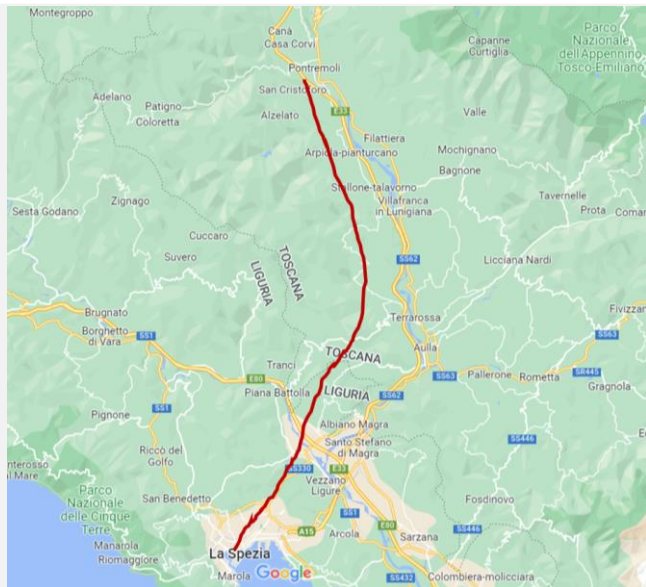 Montegroppo
Canà
Casa Corvi
Capanne
Curtiglia
Parco
Nazionale
dell'Appennino
Tosco-Emiliano
Pontremoli
San Cristoforo
Adelano
Patigno
Coloretta
Alzelato
E33
Valle
Filattiera
Arpiola-pianturcano
Mochignano
Bagnone
Stallone-talavorno
Villafranca
in Lunigiana
Tavernelle
Prota
Zignago
Sesta Godano
Cuccaro
Suvero
TOSCANA
LIGURIA
SS62
Licciana Nardi
Brugnato
Borghetto
di Vara
SS1
Terrarossa
Fivizz
SS63
TOSCANA
Aulla
Tranci
E80
Piana Battolla
LIGURIA
SS62
SS63
Pallerone
Rometta
SR445
Gragnola
SS1
Pignone
Albiano Magra
Santo Stefano
di Magra
SS446
Riccò del
Golfo
SS330
E33
al Mare
Parco
Nazionale
delle Cinque
Terre
San Benedetto
Vezzano
Ligure
Fosdinovo
SS1
E80
SS446
Manarola
Riomaggiore
La Spezia
A15
Arcola
Sarzana
Marola
Google
SS432
Colombiera-molicciara